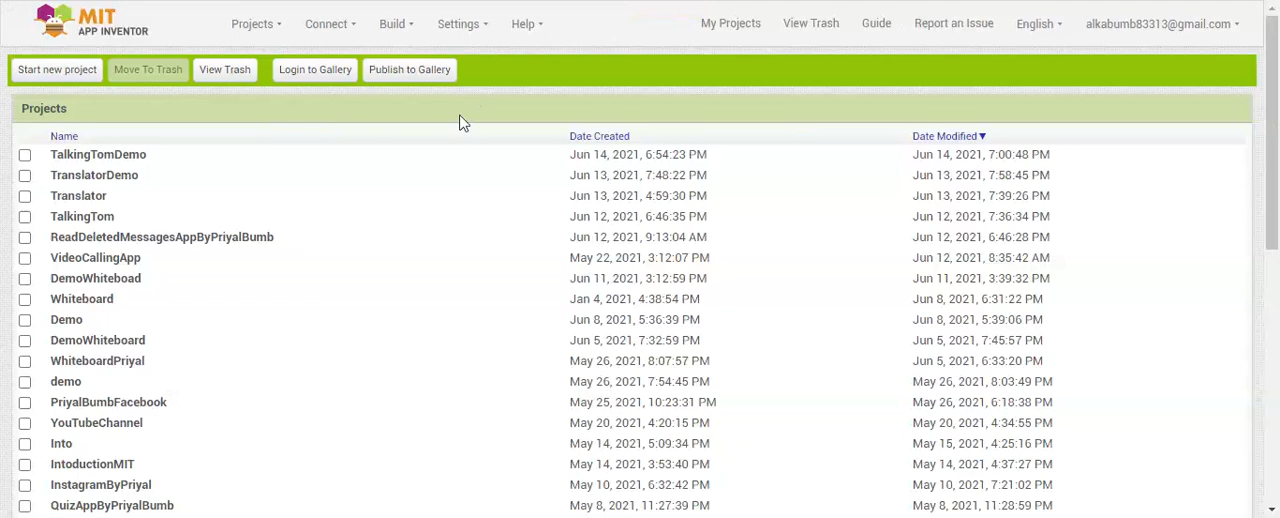 MIT
APP INVENTOR
Projects Connect Build Settings Help My Projects View Trash Guide Report an Issue English alkabumb83313@gmail.com
Start new project Move To Trash View Trash Login to Gallery Publish to Gallery
Projects
Name Date Created Date Modified▼
TalkingTomDemo Jun 14, 2021, 6:54:23 PM Jun 14, 2021, 7:00:48 PM
TranslatorDemo Jun 13, 2021, 7:48:22 PM Jun 13, 2021, 7:58:45 PM
Translator Jun 13, 2021, 4:59:30 PM Jun 13, 2021, 7:39:26 PM
TalkingTom Jun 12, 2021, 6:46:35 PM Jun 12, 2021, 7:36:34 PM
ReadDeletedMessagesAppByPriyalBumb Jun 12, 2021, 9:13:04 AM Jun 12, 2021, 6:46:28 PM
VideoCallingApp May 22, 2021, 3:12:07 PM Jun 12, 2021, 8:35:42 AM
DemoWhiteboad Jun 11, 2021, 3:12:59 PM Jun 11, 2021, 3:39:32 PM
Whiteboard Jan 4, 2021, 4:38:54 PM Jun 8, 2021, 6:31:22 PM
Demo Jun 8, 2021, 5:36:39 PM Jun 8, 2021, 5:39:06 PM
DemoWhiteboard Jun 5, 2021, 7:32:59 PM Jun 5, 2021, 7:45:57 PM
WhiteboardPriyal May 26, 2021, 8:07:57 PM Jun 5, 2021, 6:33:20 PM
demo May 26, 2021, 7:54:45 PM May 26, 2021, 8:03:49 PM
PriyalBumbFacebook May 25, 2021, 10:23:31 PM May 26, 2021, 6:18:38 PM
YouTubeChannel May 20, 2021, 4:20:15 PM May 20, 2021, 4:34:55 PM
Into May 14, 2021, 5:09:34 PM May 15, 2021, 4:25:16 PM
IntoductionMIT May 14, 2021, 3:53:40 PM May 14, 2021, 4:37:27 PM
InstagramByPriyal May 10, 2021, 6:32:42 PM May 10, 2021, 7:21:02 PM
QuizAppByPriyalBumb May 8, 2021, 11:27:39 PM May 8, 2021, 11:28:59 PM